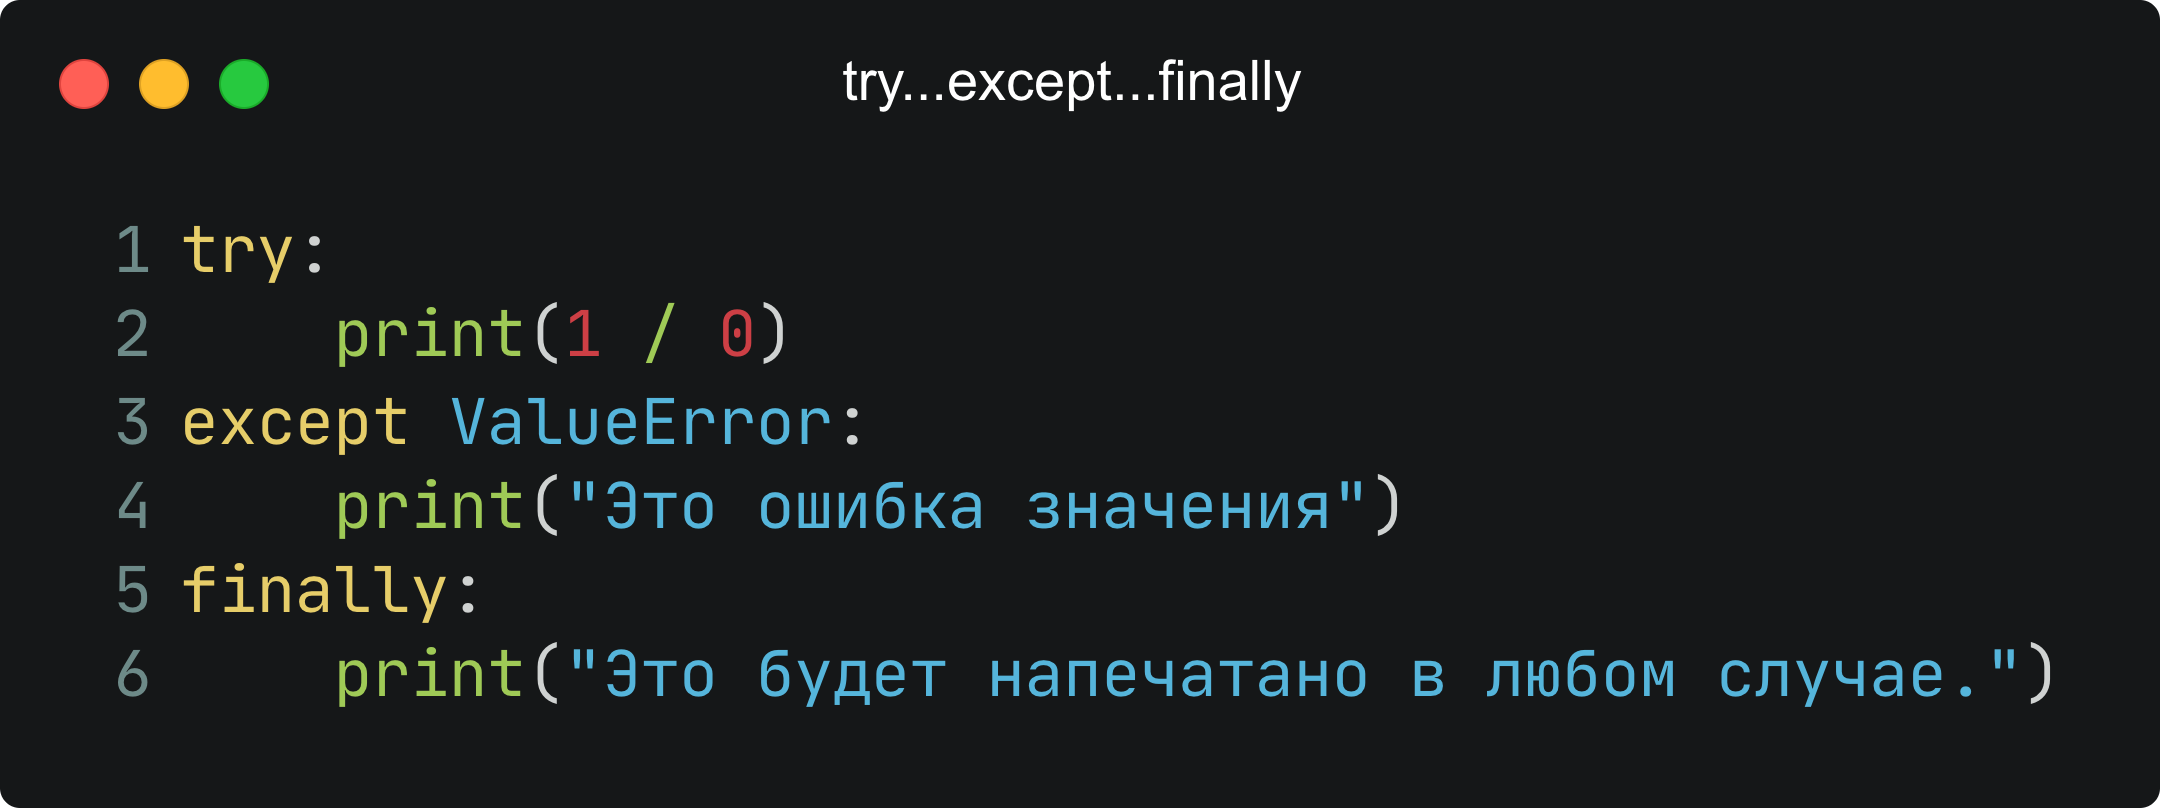 try...except...finally
1 try:
2     print(1 / 0)
3 except ValueError:
4     print("Это ошибка значения")
5 finally:
6     print("Это будет напечатано в любом случае.")